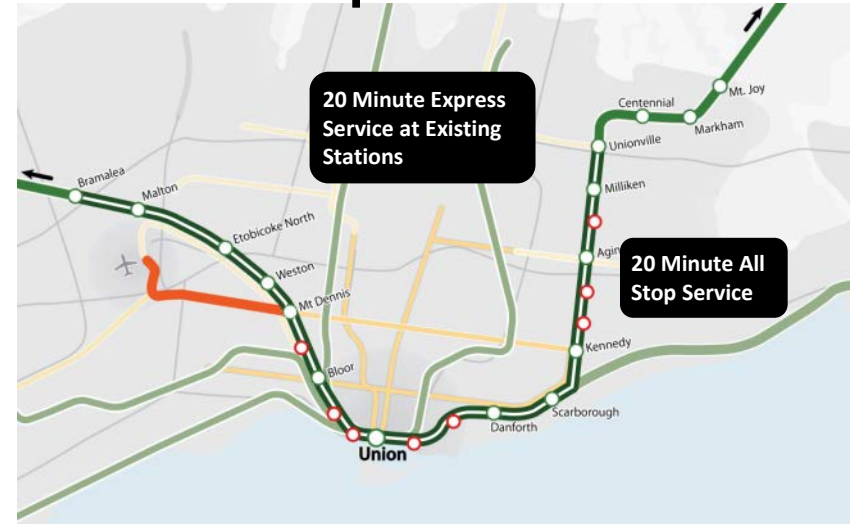 20 Minute Express
Service at Existing
Stations
Mt. Joy
Centennial
Markham
Unionville
Milliken
Bramalea
Malton
Etobicoke North
Weston
Mt Dennis
20 Minute All
Stop Service
Kennedy
Bloor
Scarborough
Danforth
Union